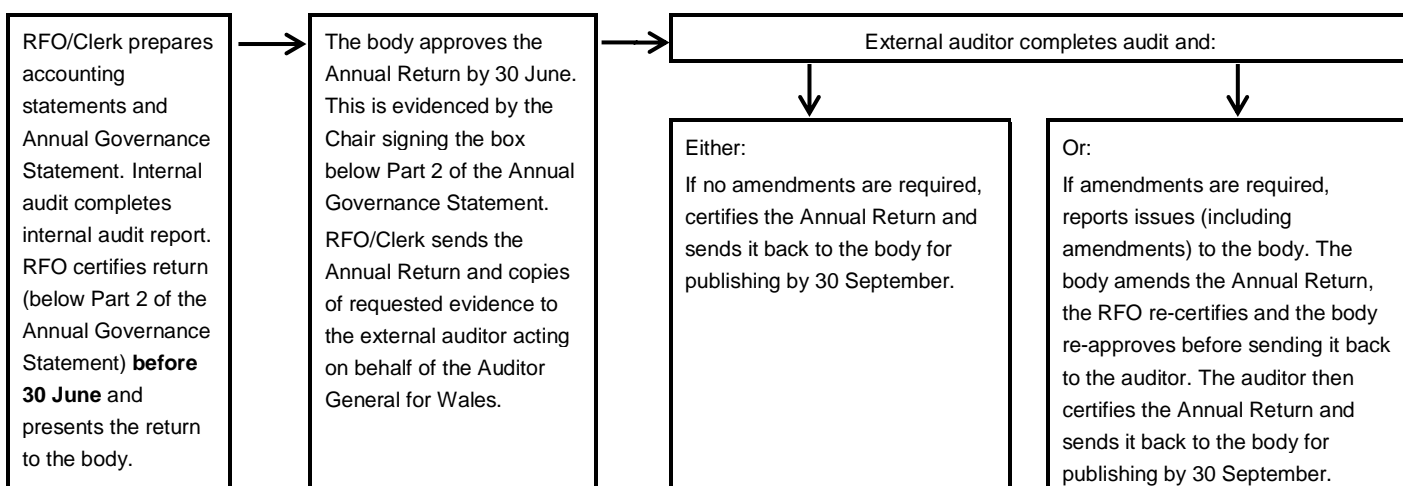 RFO/Clerk prepares
accounting
statements and
Annual Governance
Statement. Internal
audit completes
internal audit report.
RFO certifies return
(below Part 2 of the
Annual Governance
Statement) before
30 June and
presents the return
to the body.
The body approves the
Annual Return by 30 June.
This is evidenced by the
Chair signing the box
below Part 2 of the Annual
Governance Statement.
RFO/Clerk sends the
Annual Return and copies
of requested evidence to
the external auditor acting
on behalf of the Auditor
General for Wales.
External auditor completes audit and:
Either:
If no amendments are required,
certifies the Annual Return and
sends it back to the body for
publishing by 30 September.
Or:
If amendments are required,
reports issues (including
amendments) to the body. The
body amends the Annual Return,
the RFO re-certifies and the body
re-approves before sending it back
to the auditor. The auditor then
certifies the Annual Return and
sends it back to the body for
publishing by 30 September.